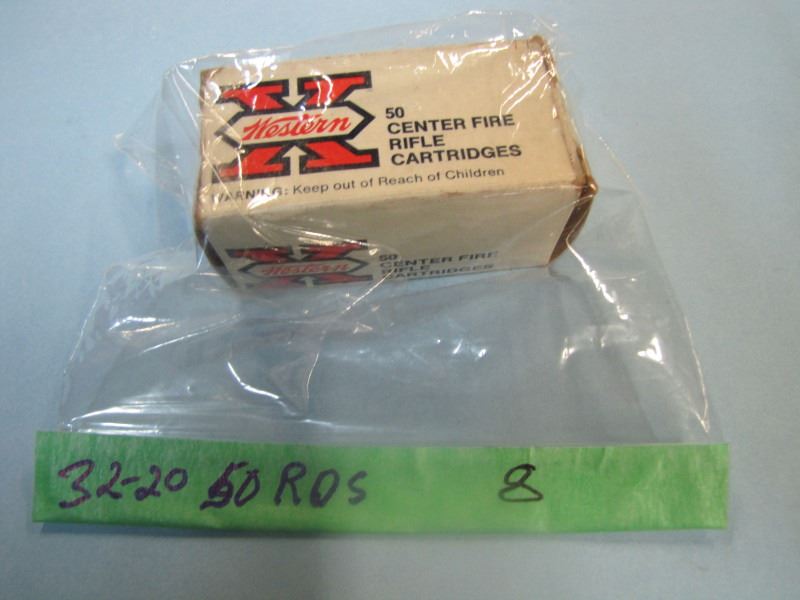 Western
50
CENTER FIRE
RIFLE
CARTRIDGES
WARNING: Keep out of Reach of Children
Western
50
CENTER FIRE
RIFLE
CARTRIDGES
32-20 50 RDS 8